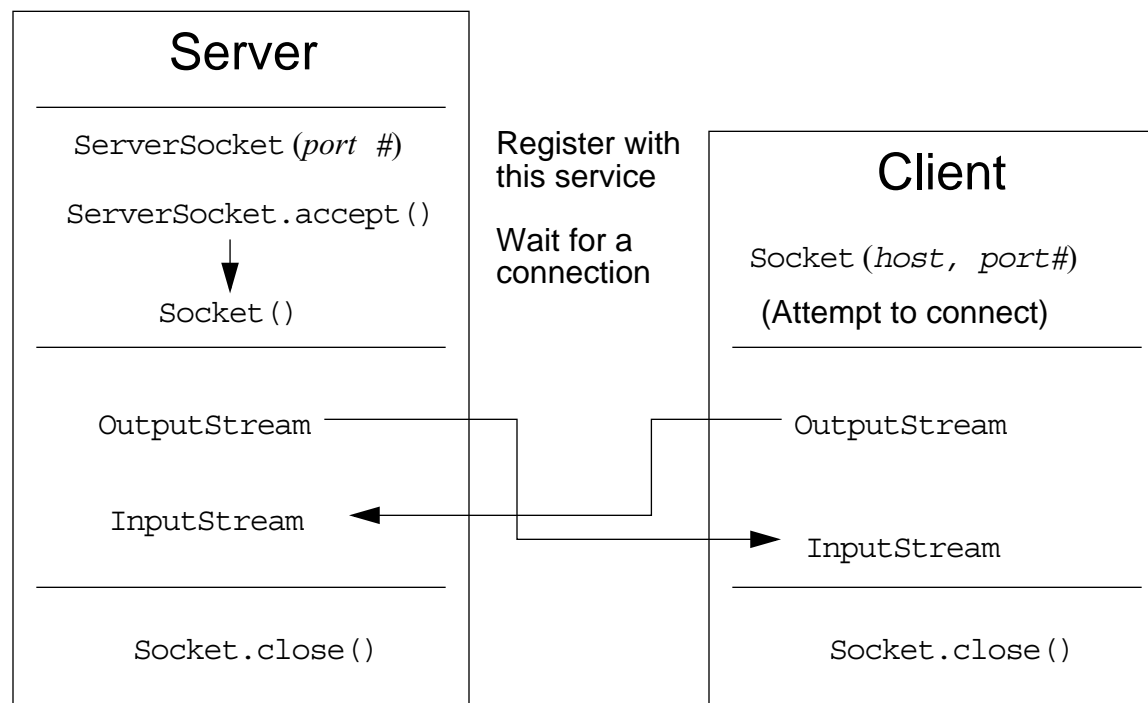 Server
ServerSocket (port #)
ServerSocket.accept()
Socket()
OutputStream
InputStream
Socket.close()
Register with
this service
Wait for a
connection
Client
Socket (host, port#)
(Attempt to connect)
OutputStream
InputStream
Socket.close()